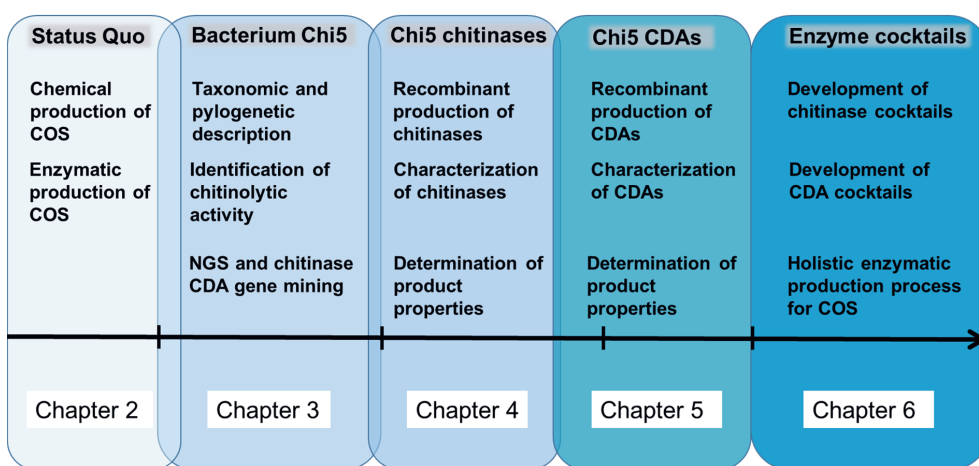 Status Quo
Chemical
production of
COS
Enzymatic
production of
COS
Chapter 2
Bacterium Chi5
Taxonomic and
pylogenetic
description
Identification of
chitinolytic
activity
NGS and chitinase
CDA gene mining
Chapter 3
Chi5 chitinases
Recombinant
production of
chitinases
Characterization
of chitinases
Determination of
product
properties
Chapter 4
Chi5 CDAs
Recombinant
production of
CDAs
Characterization
of CDAs
Determination of
product
properties
Chapter 5
Enzyme cocktails
Development of
chitinase cocktails
Development of
CDA cocktails
Holistic enzymatic
production process
for COS
Chapter 6